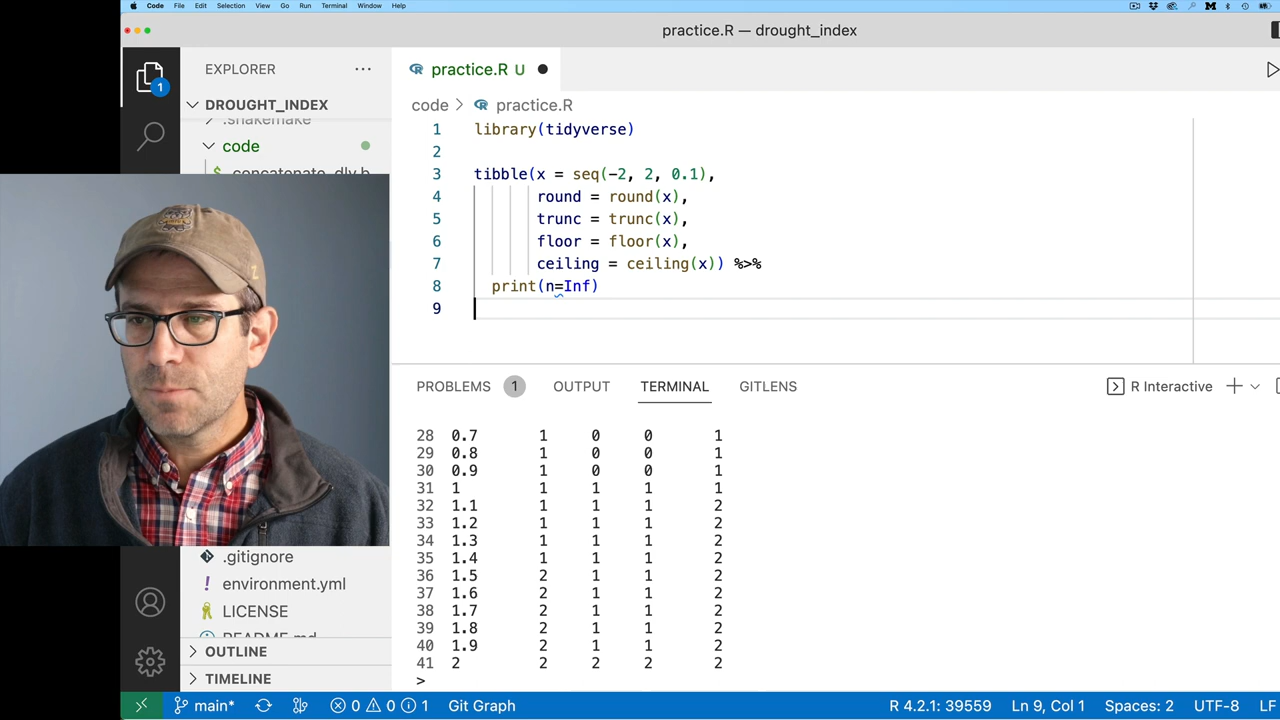 Code File Edit Selection View Go Run Terminal Window Help
practice.R — drought_index
EXPLORER
practice.R U
DROUGHT_INDEX
code > practice.R
.snakemake
code
concatenate_dly.b
1 library(tidyverse)
2
3 tibble(x = seq(-2, 2, 0.1),
4 round = round(x),
5 trunc = trunc(x),
6 floor = floor(x),
7 ceiling = ceiling(x)) %>%
8 print(n=Inf)
9
PROBLEMS 1 OUTPUT TERMINAL GITLENS
R Interactive
28 0.7 1 0 0 1
29 0.8 1 0 0 1
30 0.9 1 0 0 1
31 1 1 1 1 1
32 1.1 1 1 1 2
33 1.2 1 1 1 2
34 1.3 1 1 1 2
35 1.4 1 1 1 2
36 1.5 2 1 1 2
37 1.6 2 1 1 2
38 1.7 2 1 1 2
39 1.8 2 1 1 2
40 1.9 2 1 1 2
41 2 2 2 2 2
>
.gitignore
environment.yml
LICENSE
README.md
OUTLINE
TIMELINE
main* 0 0 1 Git Graph
R 4.2.1: 39559 Ln 9, Col 1 Spaces: 2 UTF-8 LF